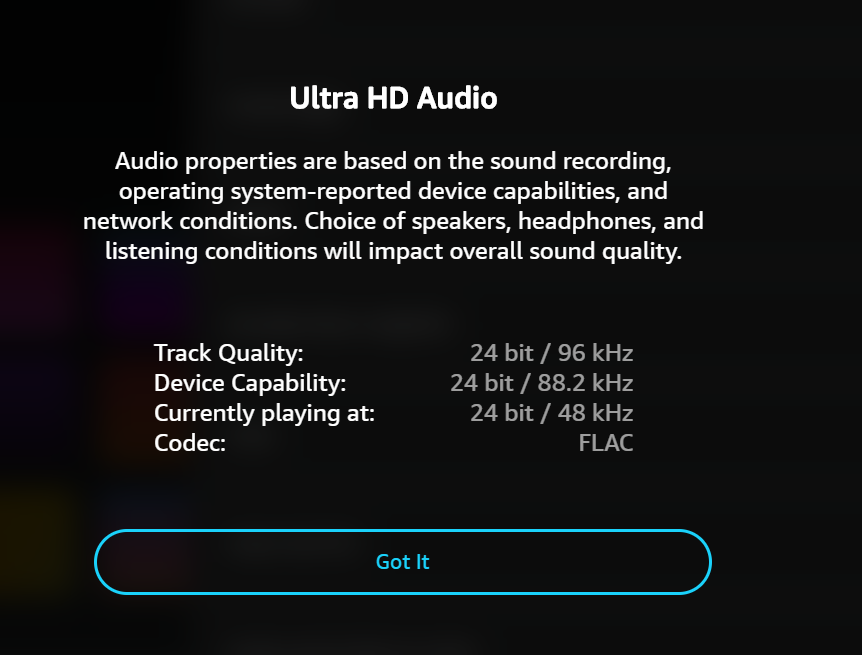 Ultra HD Audio
Audio properties are based on the sound recording,
operating system-reported device capabilities, and
network conditions. Choice of speakers, headphones, and
listening conditions will impact overall sound quality.
Track Quality: 24 bit / 96 kHz
Device Capability: 24 bit / 88.2 kHz
Currently playing at: 24 bit / 48 kHz
Codec: FLAC
Got It